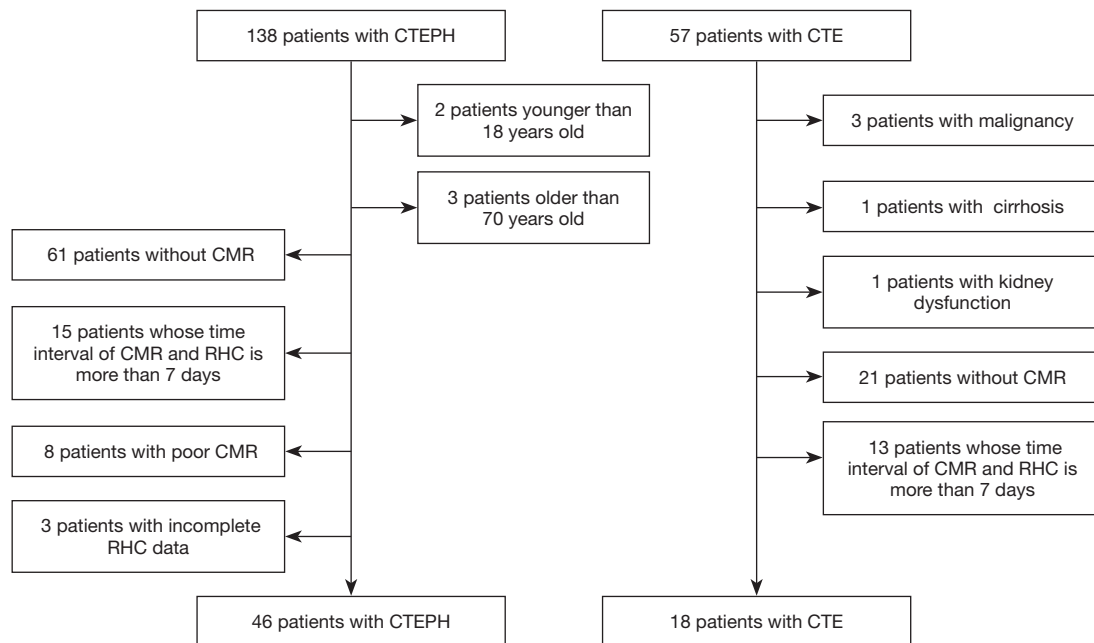 138 patients with CTEPH
2 patients younger than
18 years old
3 patients older than
70 years old
61 patients without CMR
15 patients whose time
interval of CMR and RHC is
more than 7 days
8 patients with poor CMR
3 patients with incomplete
RHC data
46 patients with CTEPH
57 patients with CTE
3 patients with malignancy
1 patients with cirrhosis
1 patients with kidney
dysfunction
21 patients without CMR
13 patients whose time
interval of CMR and RHC is
more than 7 days
18 patients with CTE